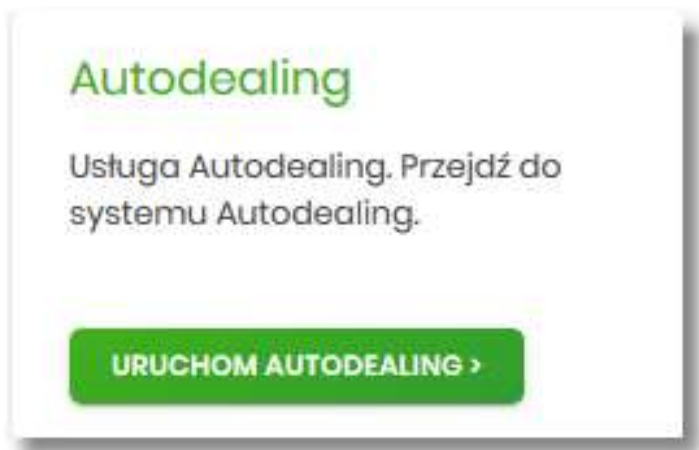 Autodealing
Usługa Autodealing. Przejdź do
systemu Autodealing.
URUCHOM AUTODEALING >